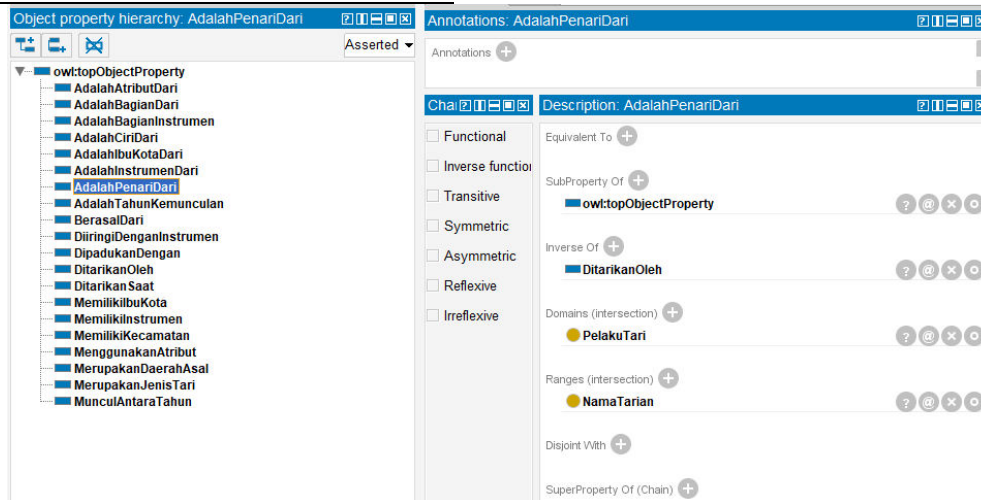 Object property hierarchy: AdalahPenariDari
Asserted
owl:topObjectProperty
AdalahAtributDari
AdalahBagianDari
AdalahBagianInstrumen
AdalahCiriDari
AdalahIbuKotaDari
AdalahInstrumenDari
AdalahPenariDari
AdalahTahunKemunculan
BerasalDari
DiiringiDenganInstrumen
DipadukanDengan
DitarikanOleh
DitarikanSaat
MemilikiIbuKota
MemilikiInstrumen
MemilikiKecamatan
MenggunakanAtribut
MerupakanDaerahAsal
MerupakanJenisTari
MunculAntaraTahun
Annotations: AdalahPenariDari
Annotations
Cha
Functional
Inverse function
Transitive
Symmetric
Asymmetric
Reflexive
Irreflexive
Description: AdalahPenariDari
Equivalent To
SubProperty Of
owl:topObjectProperty
Inverse Of
DitarikanOleh
Domains (intersection)
PelakuTari
Ranges (intersection)
NamaTarian
Disjoint With
SuperProperty Of (Chain)